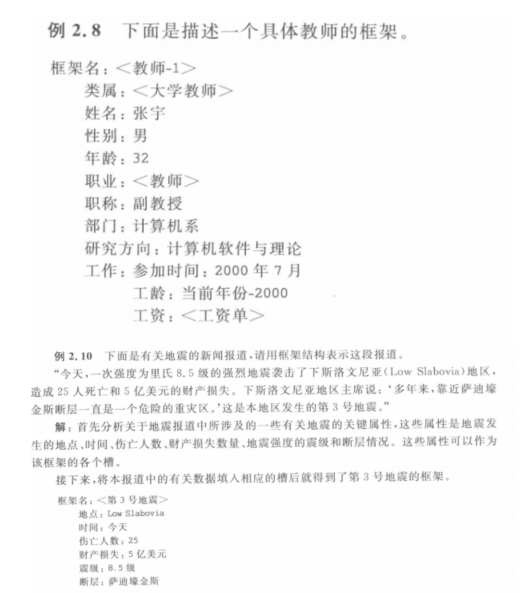 例 2.8 下面是描述一个具体教师的框架。
框架名：<教师-1>
类属：<大学教师>
姓名：张宇
性别：男
年龄：32
职业：<教师>
职称：副教授
部门：计算机系
研究方向：计算机软件与理论
工作：参加时间：2000 年 7 月
工龄：当前年份-2000
工资：<工资单>
例 2.10 下面是有关地震的新闻报道,请用框架结构表示这段报道。
“今天,一次强度为里氏 8.5 级的强烈地震袭击了下斯洛文尼亚(Low Slabovia)地区,
造成 25 人死亡和 5 亿美元的财产损失。下斯洛文尼亚地区主席说：‘多年来,靠近萨迪壕
金斯断层一直是一个危险的重灾区。’这是本地区发生的第 3 号地震。”
解：首先分析关于地震报道中所涉及的一些有关地震的关键属性,这些属性是地震发
生的地点、时间、伤亡人数、财产损失数量、地震强度的震级和断层情况。这些属性可以作为
该框架的各个槽。
接下来,将本报道中的有关数据填入相应的槽后就得到了第 3 号地震的框架。
框架名：<第 3 号地震>
地点：Low Slabovia
时间：今天
伤亡人数：25
财产损失：5 亿美元
震级：8.5 级
断层：萨迪壕金斯